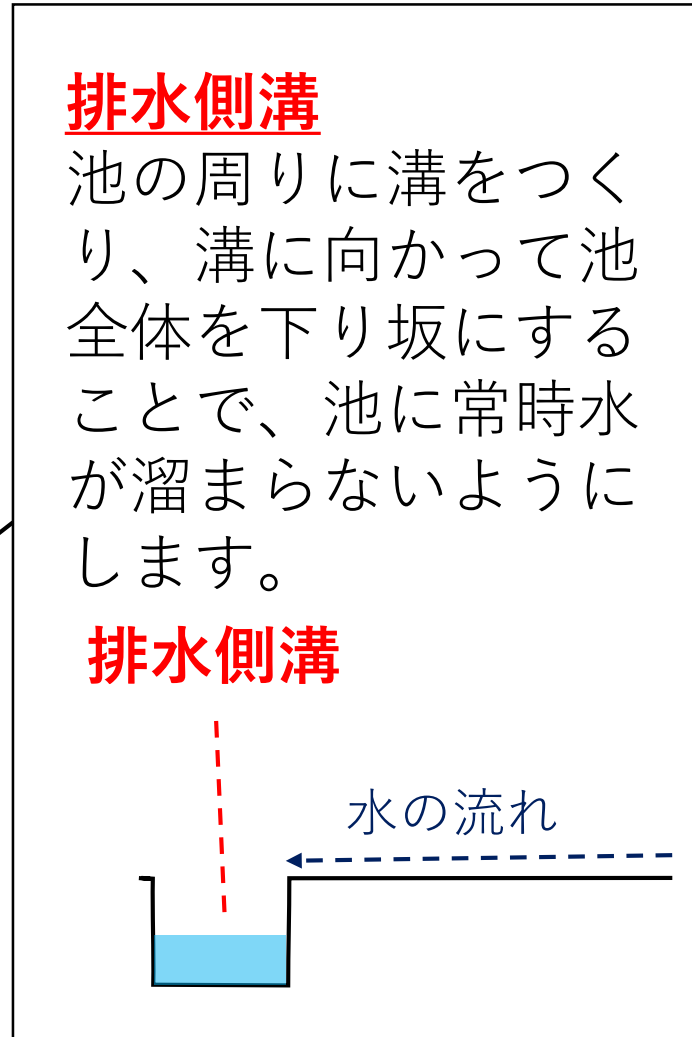 排水側溝
池の周りに溝をつく
り、溝に向かって池
全体を下り坂にする
ことで、池に常時水
が溜まらないように
します。
排水側溝
水の流れ